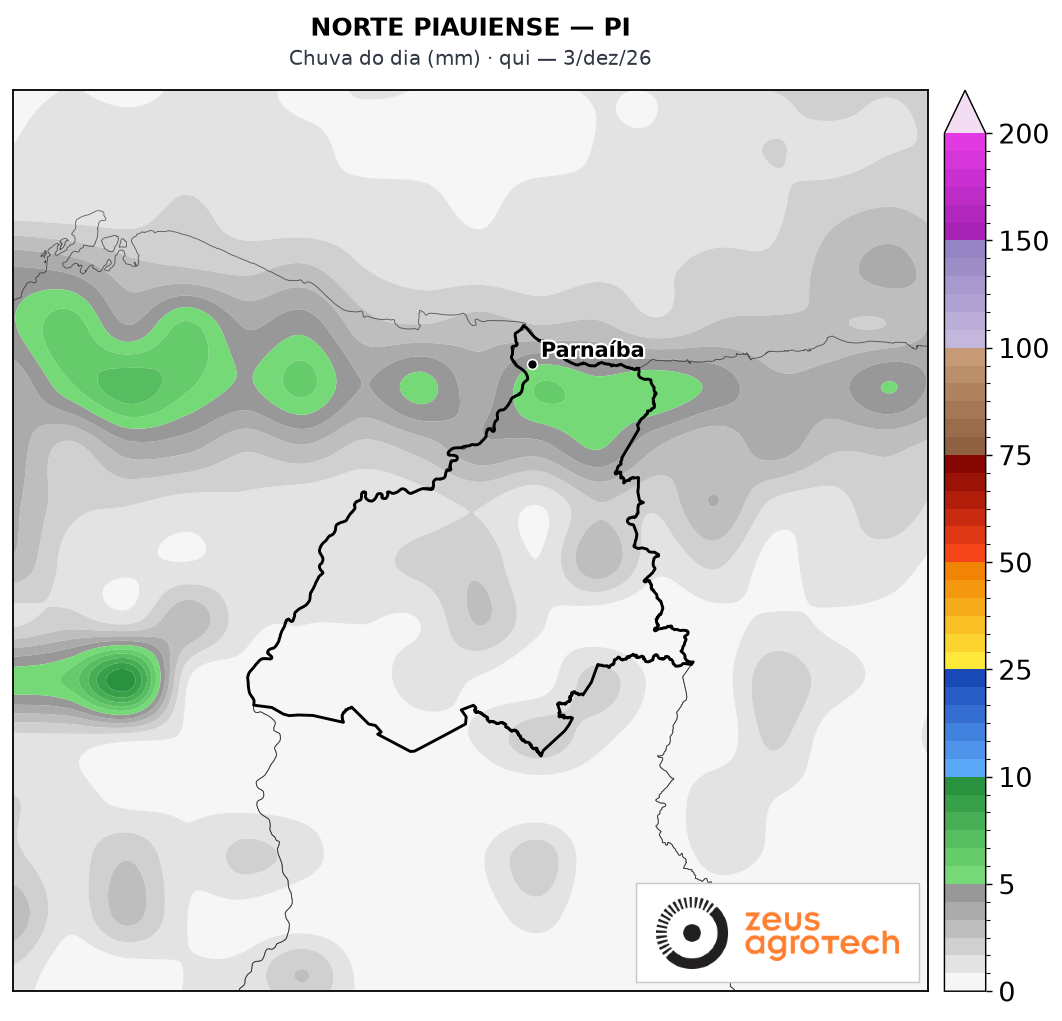 NORTE PIAUIENSE — PI
Chuva do dia (mm) · qui — 3/dez/26
Parnaíba
200
150
100
75
50
25
10
5
0
zeus
agrotech